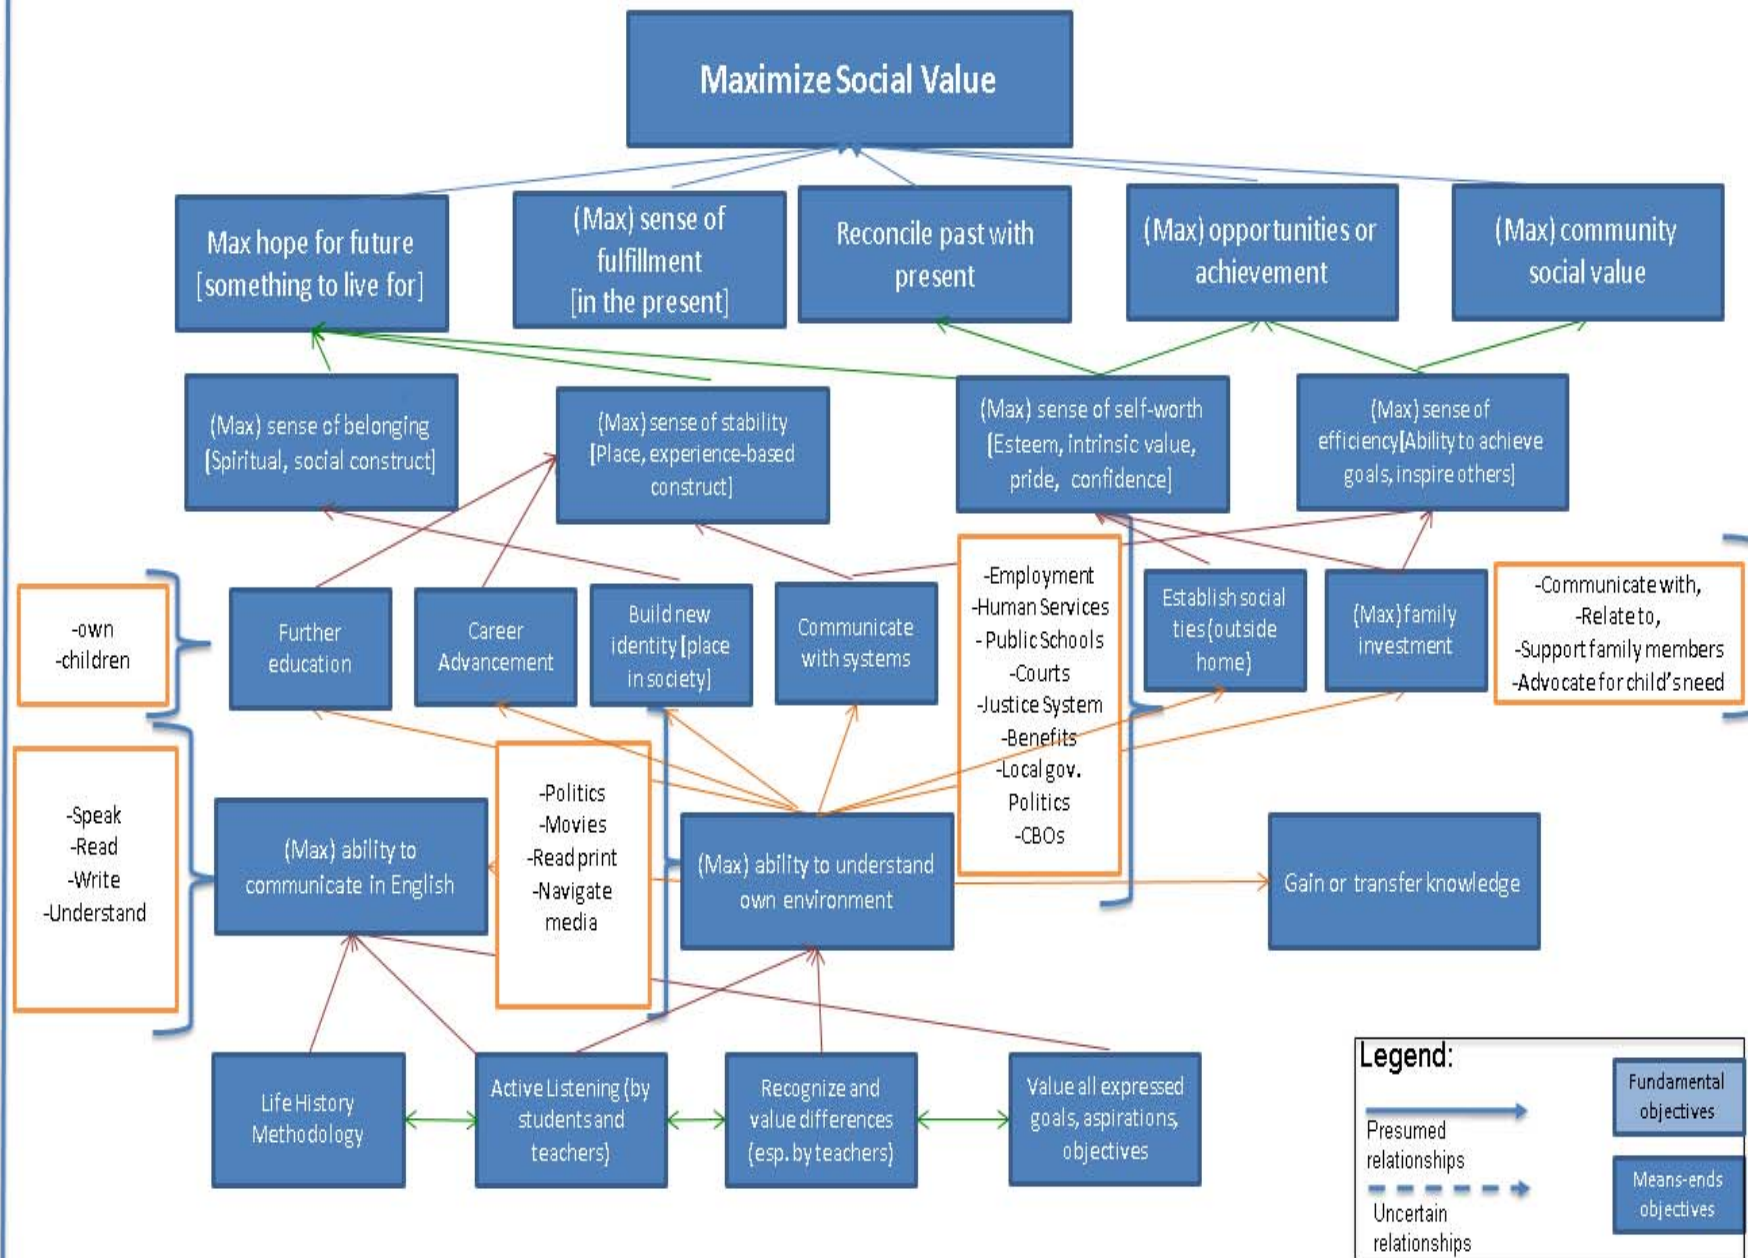 Maximize Social Value
Max hope for future
[something to live for]
(Max) sense of
fulfillment
[in the present]
Reconcile past with
present
(Max) opportunities or
achievement
(Max) community
social value
(Max) sense of belonging
[Spiritual, social construct]
(Max) sense of stability
[Place, experience-based
construct]
(Max) sense of self-worth
[Esteem, intrinsic value,
pride, confidence]
(Max) sense of
efficiency[Ability to achieve
goals, inspire others]
-own
-children
Further
education
Career
Advancement
Build new
identity [place
in society]
Communicate
with systems
-Employment
-Human Services
- Public Schools
-Courts
-Justice System
-Benefits
-Local gov.
Politics
-CBOs
Establish social
ties (outside
home)
(Max) family
investment
-Communicate with,
-Relate to,
-Support family members
-Advocate for child's need
-Speak
-Read
-Write
-Understand
(Max) ability to
communicate in English
-Politics
-Movies
-Read print
-Navigate
media
(Max) ability to understand
own environment
Gain or transfer knowledge
Life History
Methodology
Active Listening (by
students and
teachers)
Recognize and
value differences
(esp. by teachers)
Value all expressed
goals, aspirations,
objectives
Legend:
Presumed
relationships
Uncertain
relationships
Fundamental
objectives
Means-ends
objectives